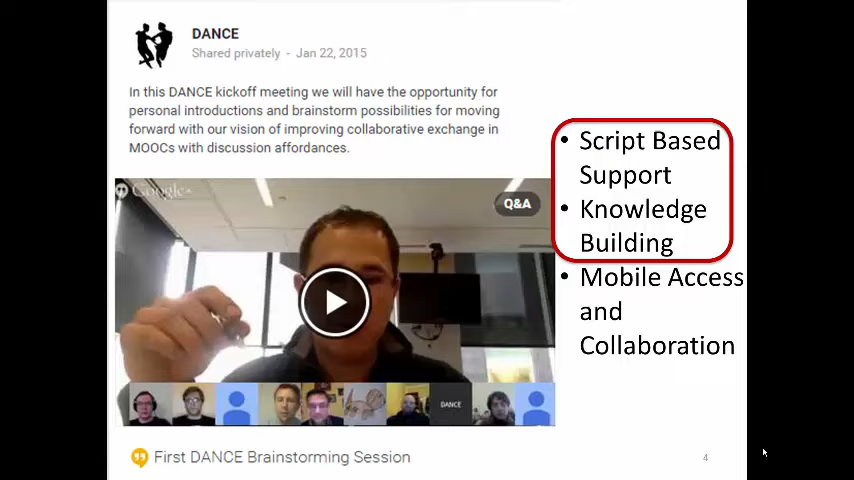 DANCE
Shared privately - Jan 22, 2015
In this DANCE kickoff meeting we will have the opportunity for
personal introductions and brainstorm possibilities for moving
forward with our vision of improving collaborative exchange in
MOOCs with discussion affordances.
Google+
Q&A
DANCE
First DANCE Brainstorming Session
• Script Based
Support
• Knowledge
Building
• Mobile Access
and
Collaboration
4